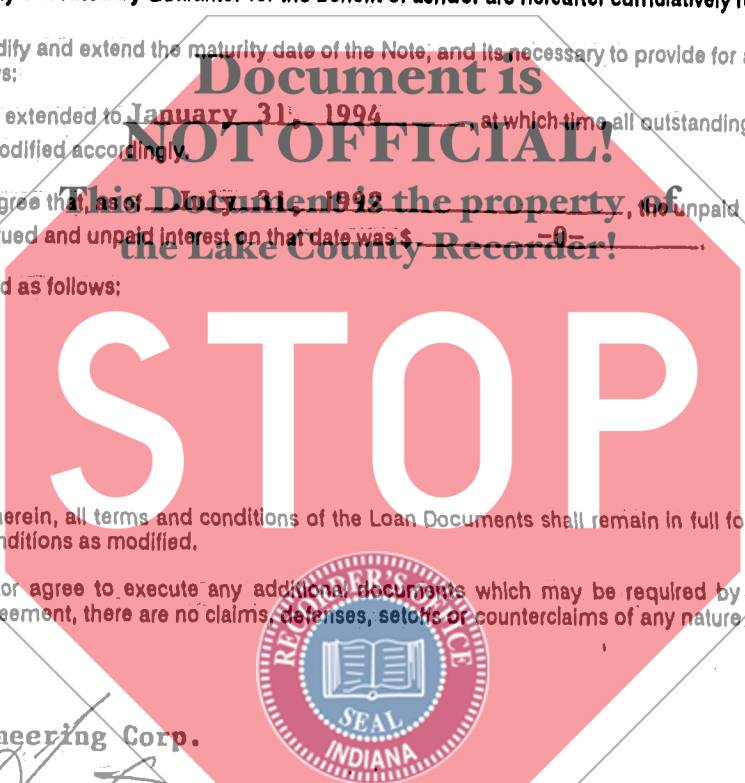 dify and extend the maturity date of the Note, and its necessary to provide for a
s:
Document is
extended to January 31, 1994, at which time all outstanding
NOT OFFICIAL!
odified accordingly.
This Document is the property of
gree that, as of July 31, 1992, the unpaid
ued and unpaid interest on that date was $ -0-.
the Lake County Recorder!
d as follows:
STOP
erein, all terms and conditions of the Loan Documents shall remain in full fo
nditions as modified.
or agree to execute any additional documents which may be required by
eement, there are no claims, defenses, setoffs or counterclaims of any nature
RECORDER'S OFFICE
SEAL
INDIANA
neering Corp.